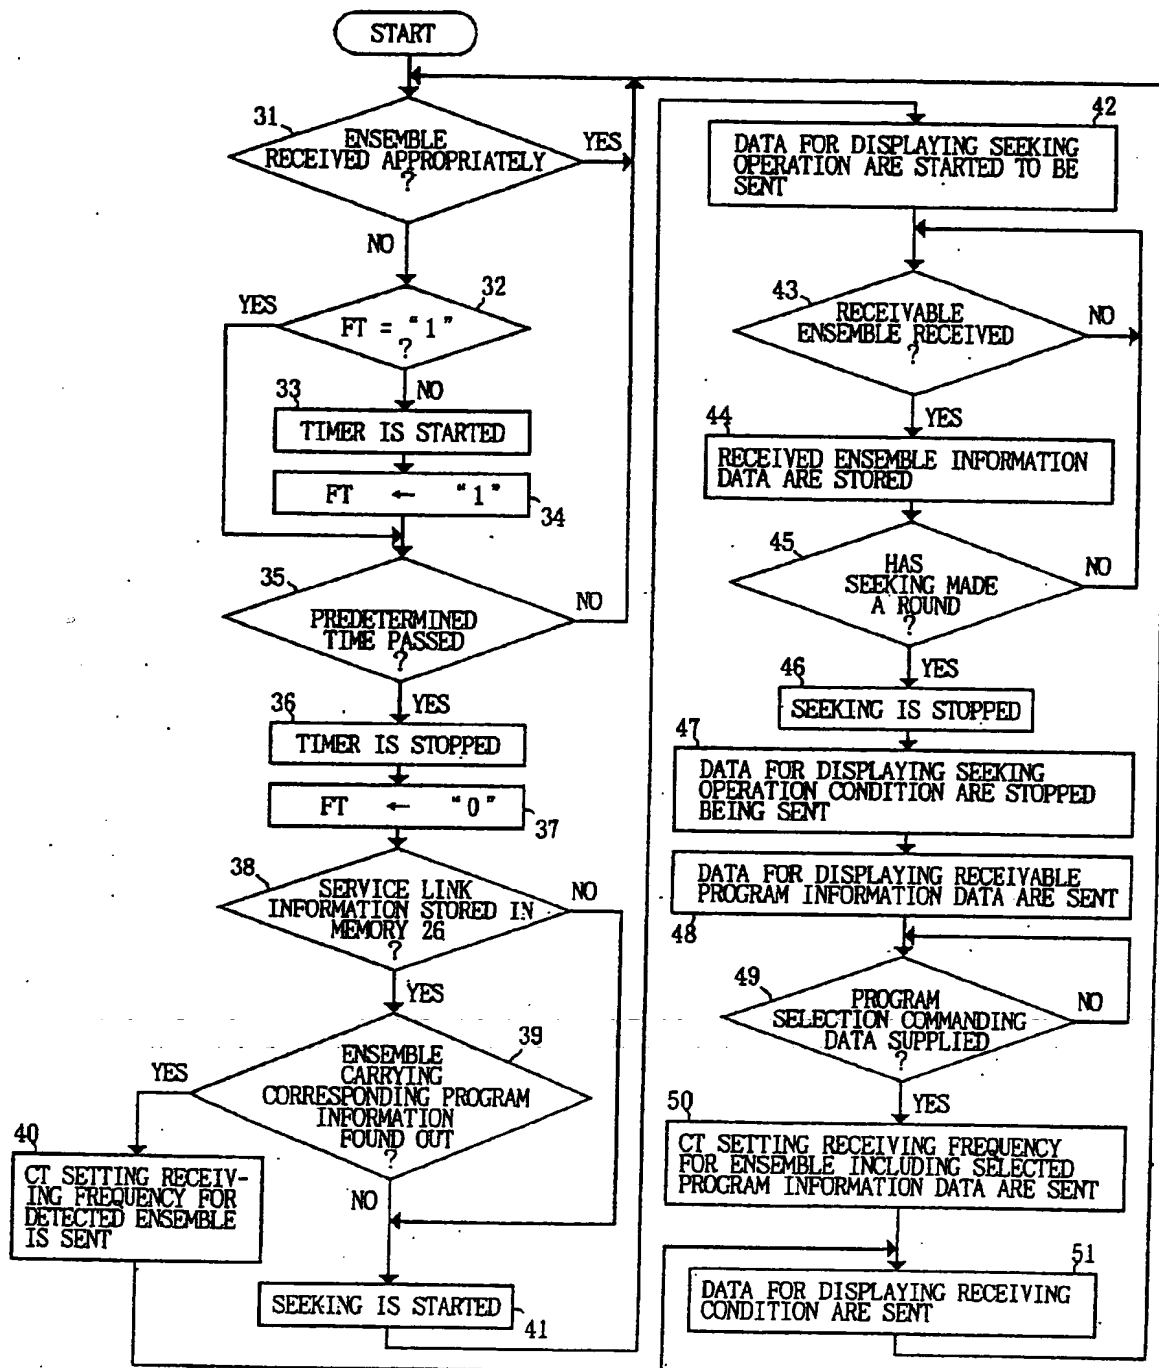 START
31
ENSEMBLE
RECEIVED APPROPRIATELY
?
YES
NO
32
YES
FT = "1"
?
NO
33
TIMER IS STARTED
FT ← "1"
34
35
PREDETERMINED
TIME PASSED
?
NO
YES
36
TIMER IS STOPPED
FT ← "0"
37
38
SERVICE LINK
INFORMATION STORED IN
MEMORY 26
?
NO
YES
39
ENSEMBLE
CARRYING
CORRESPONDING PROGRAM
INFORMATION
FOUND OUT
?
YES
NO
40
CT SETTING RECEIV-
ING FREQUENCY FOR
DETECTED ENSEMBLE
IS SENT
SEEKING IS STARTED
41
42
DATA FOR DISPLAYING SEEKING
OPERATION ARE STARTED TO BE
SENT
43
RECEIVABLE
ENSEMBLE RECEIVED
?
NO
YES
44
RECEIVED ENSEMBLE INFORMATION
DATA ARE STORED
45
HAS
SEEKING MADE
A ROUND
?
NO
YES
46
SEEKING IS STOPPED
47
DATA FOR DISPLAYING SEEKING
OPERATION CONDITION ARE STOPPED
BEING SENT
DATA FOR DISPLAYING RECEIVABLE
PROGRAM INFORMATION DATA ARE SENT
48
49
PROGRAM
SELECTION COMMANDING
DATA SUPPLIED
?
NO
YES
50
CT SETTING RECEIVING FREQUENCY
FOR ENSEMBLE INCLUDING SELECTED
PROGRAM INFORMATION DATA ARE SENT
51
DATA FOR DISPLAYING RECEIVING
CONDITION ARE SENT